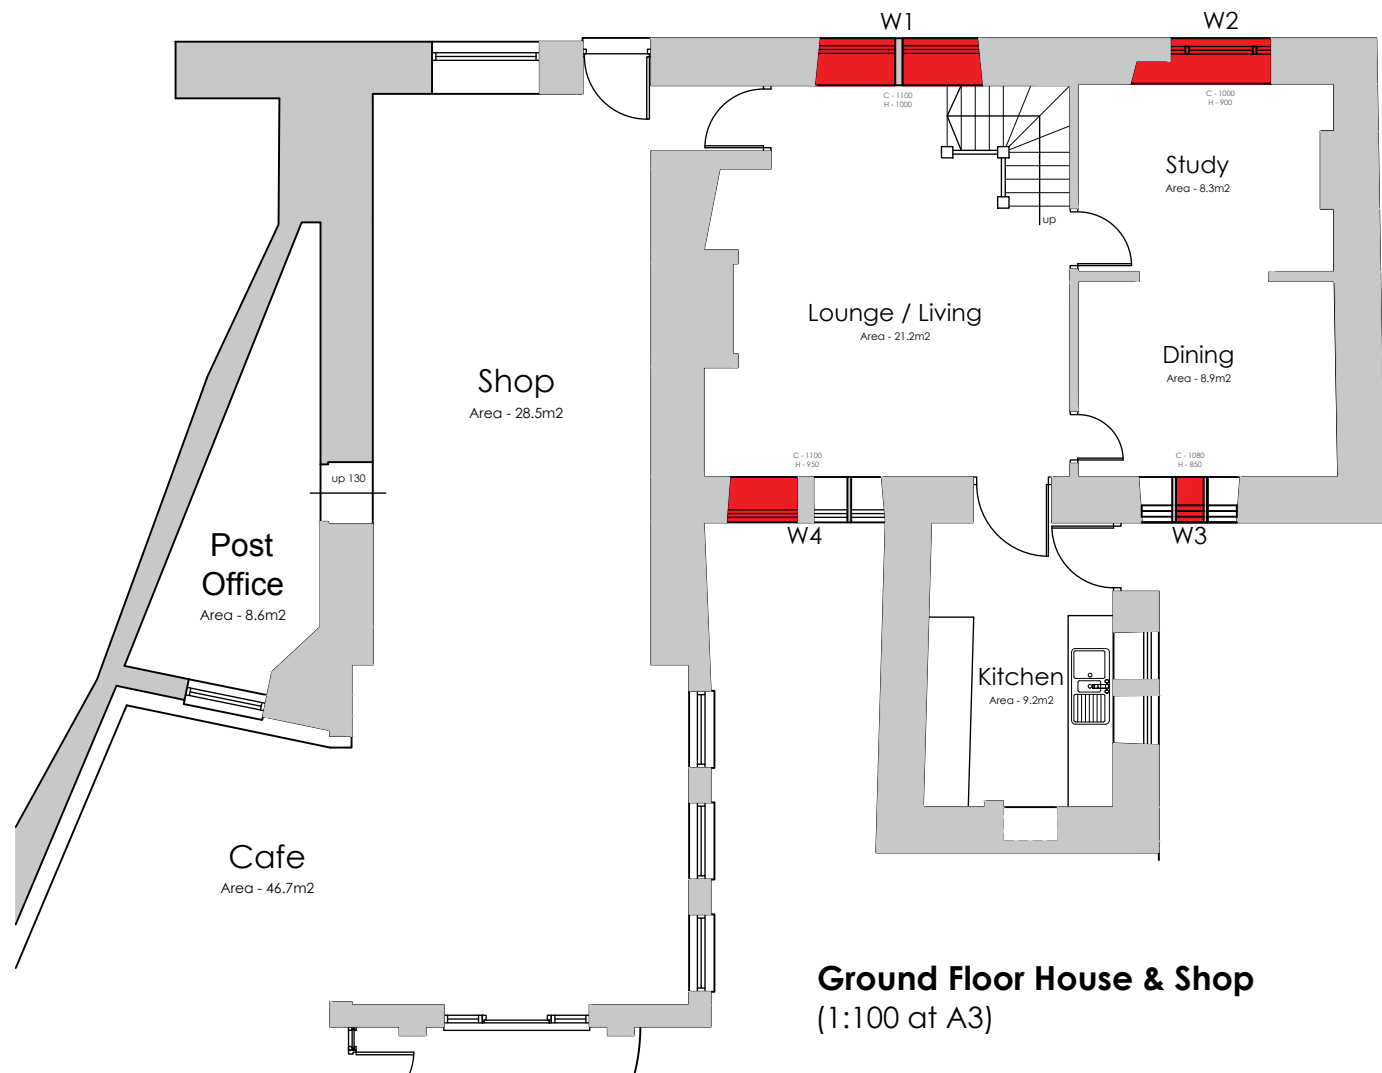 W1
W2
C - 1100
H - 1000
C - 1000
H - 900
Study
Area - 8.3m2
up
Lounge / Living
Area - 21.2m2
Dining
Area - 8.9m2
Shop
Area - 28.5m2
C - 1100
H - 950
C - 1080
H - 850
up 130
W4
W3
Post
Office
Area - 8.6m2
Kitchen
Area - 9.2m2
Cafe
Area - 46.7m2
Ground Floor House & Shop
(1:100 at A3)